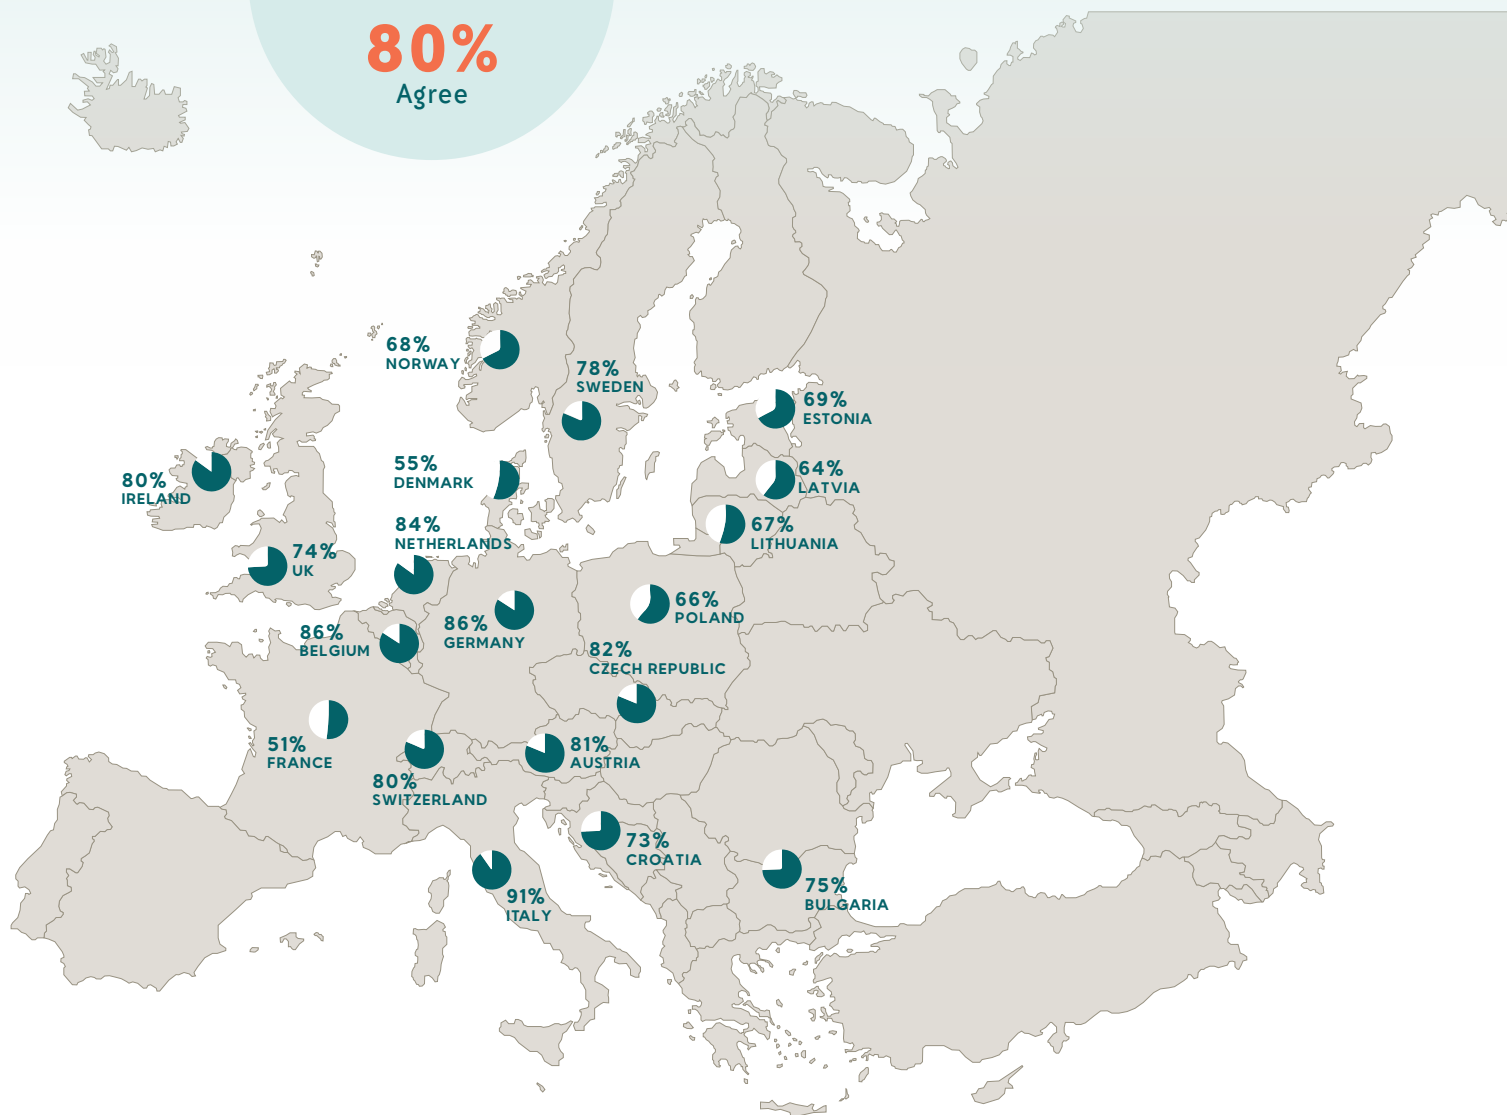 80%
Agree
68%
NORWAY
78%
SWEDEN
69%
ESTONIA
55%
DENMARK
64%
LATVIA
80%
IRELAND
84%
NETHERLANDS
67%
LITHUANIA
74%
UK
66%
POLAND
86%
GERMANY
86%
BELGIUM
82%
CZECH REPUBLIC
51%
FRANCE
81%
AUSTRIA
80%
SWITZERLAND
73%
CROATIA
75%
BULGARIA
91%
ITALY